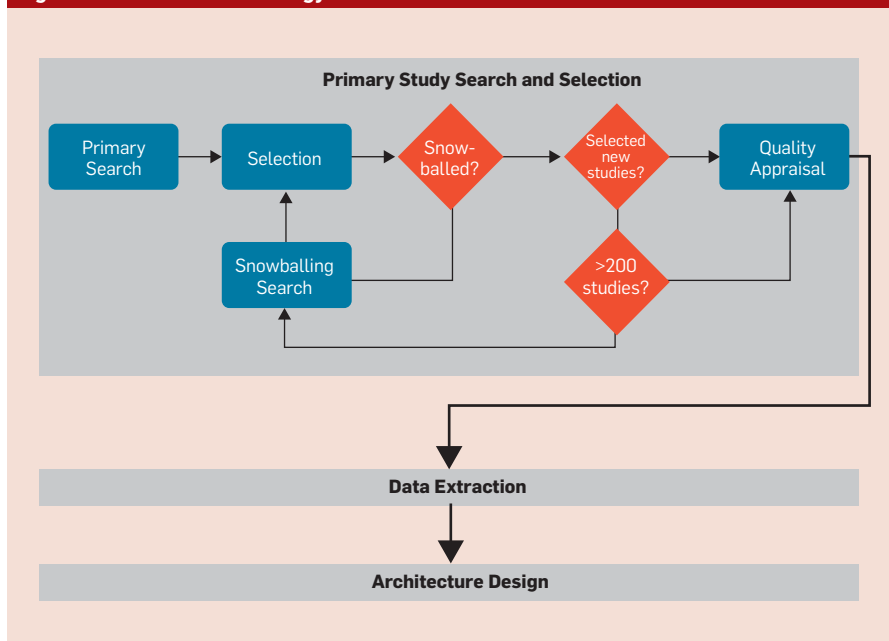 Primary Study Search and Selection
Primary
Search
Selection
Snow-
balled?
Selected
new
studies?
Quality
Appraisal
Snowballing
Search
>200
studies?
Data Extraction
Architecture Design